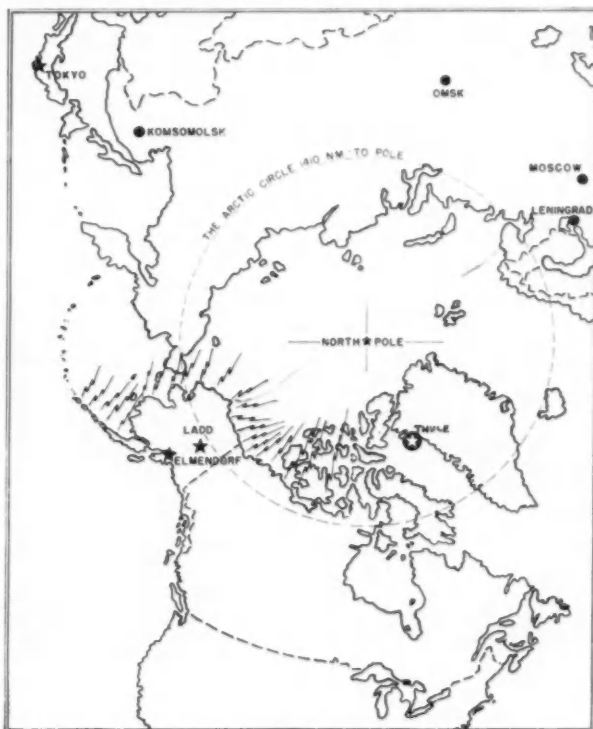 TOKYO
OMSK
KOMSOMOLSK
MOSCOW
THE ARCTIC CIRCLE 1410 NM. TO POLE
LENINGRAD
NORTH POLE
THULE
LADD
ELMENDORF